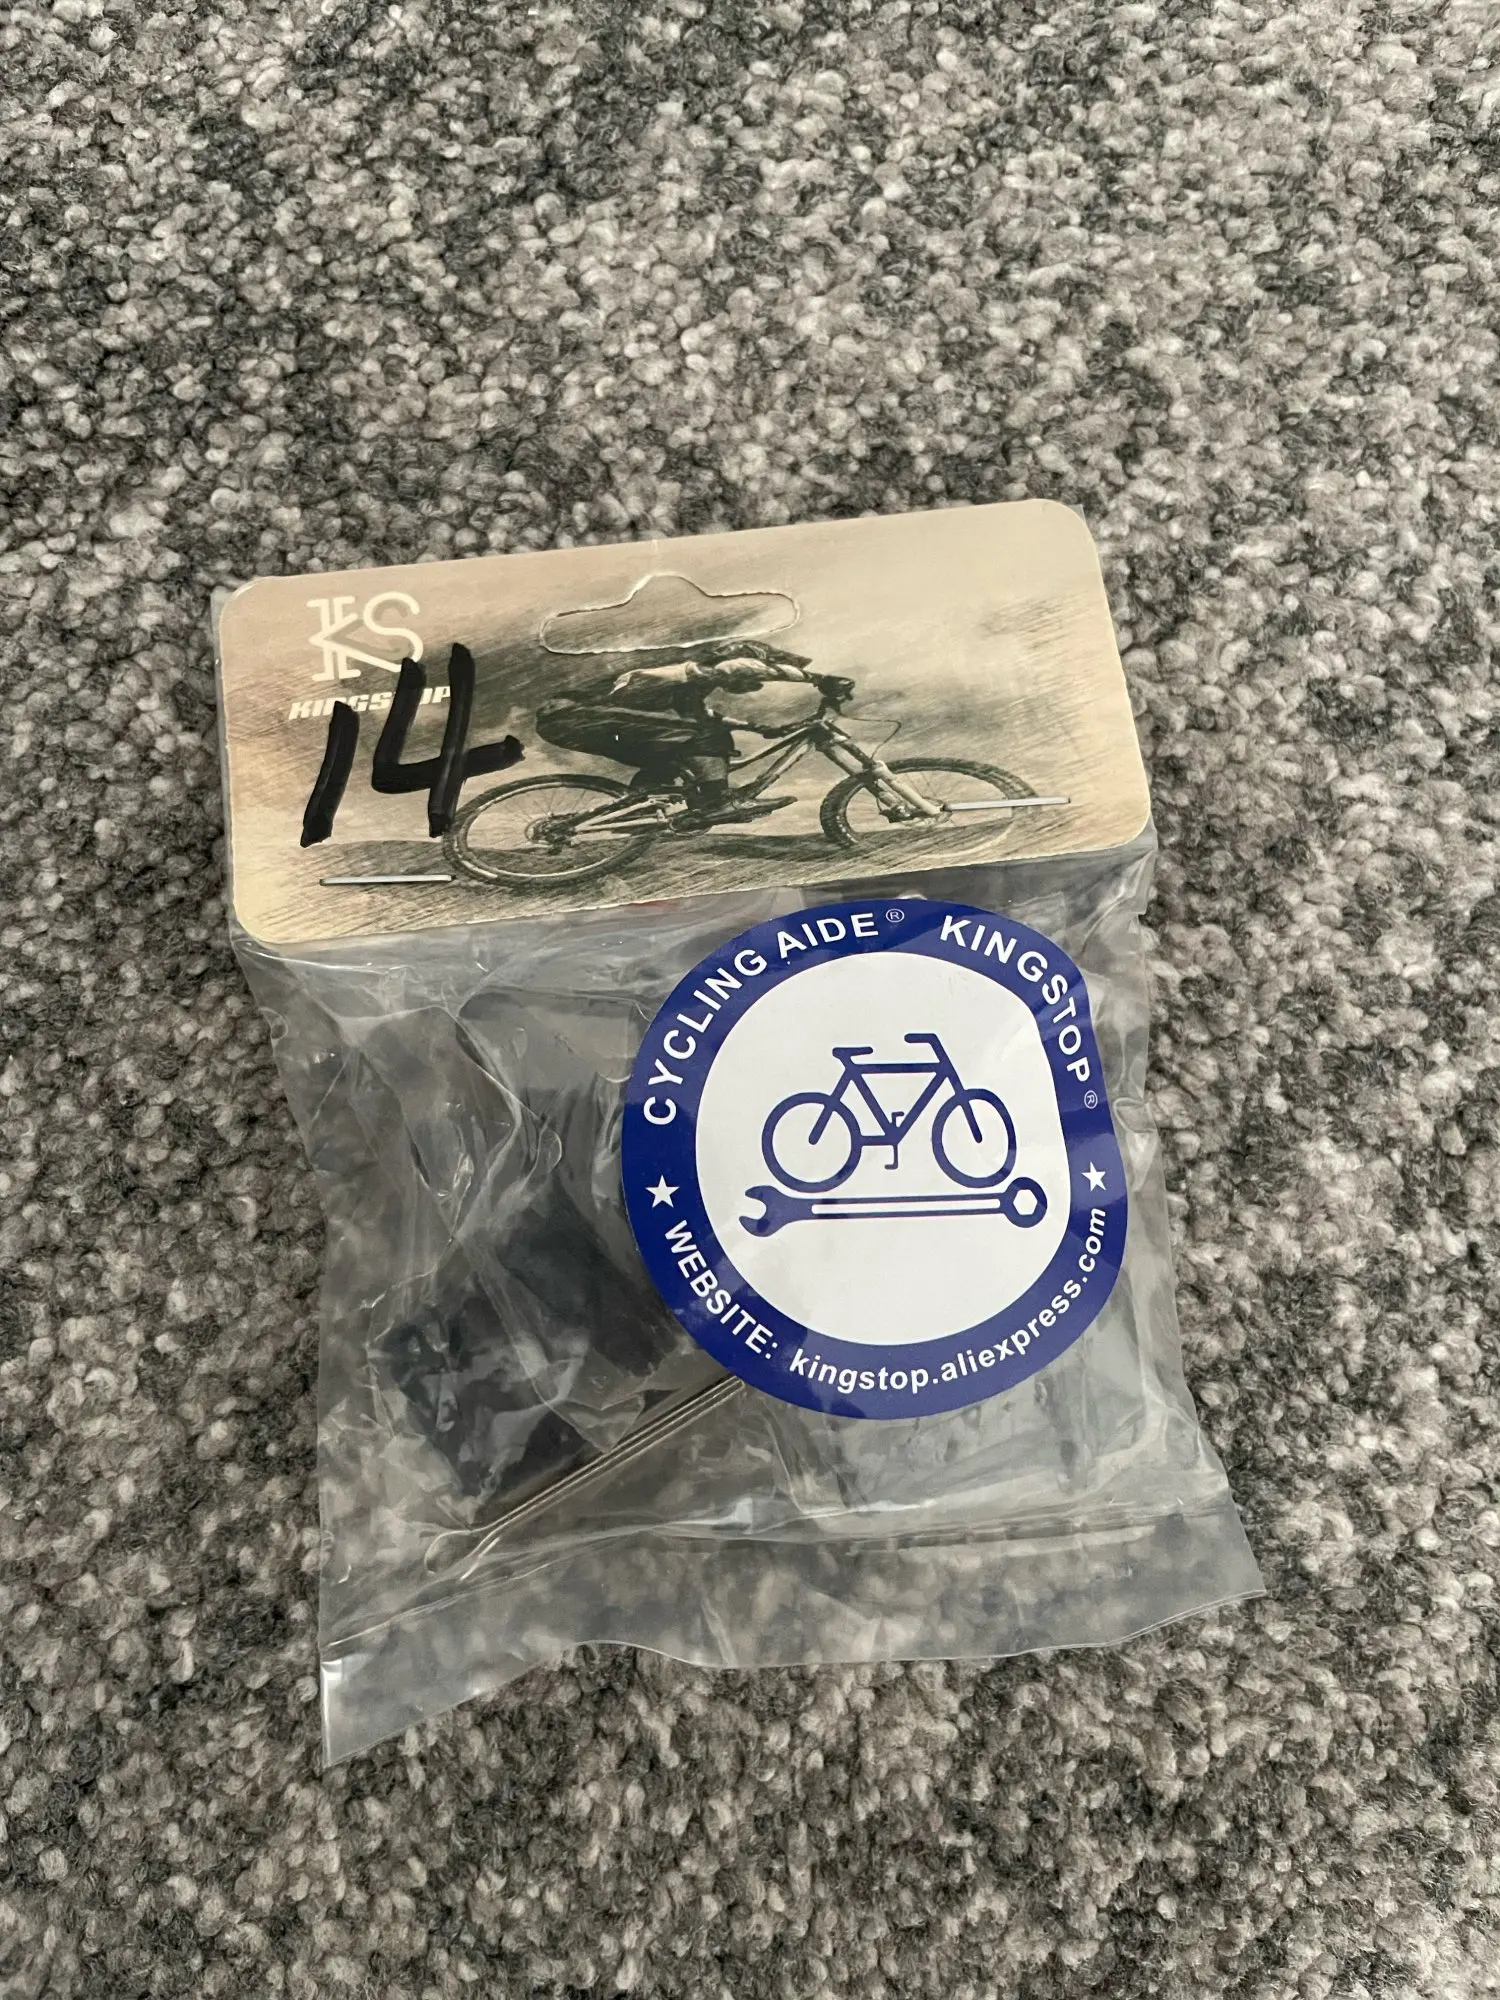 KS
KINGSTOP
14
CYCLING AIDE® KINGSTOP®
★ WEBSITE: kingstop.aliexpress.com ★